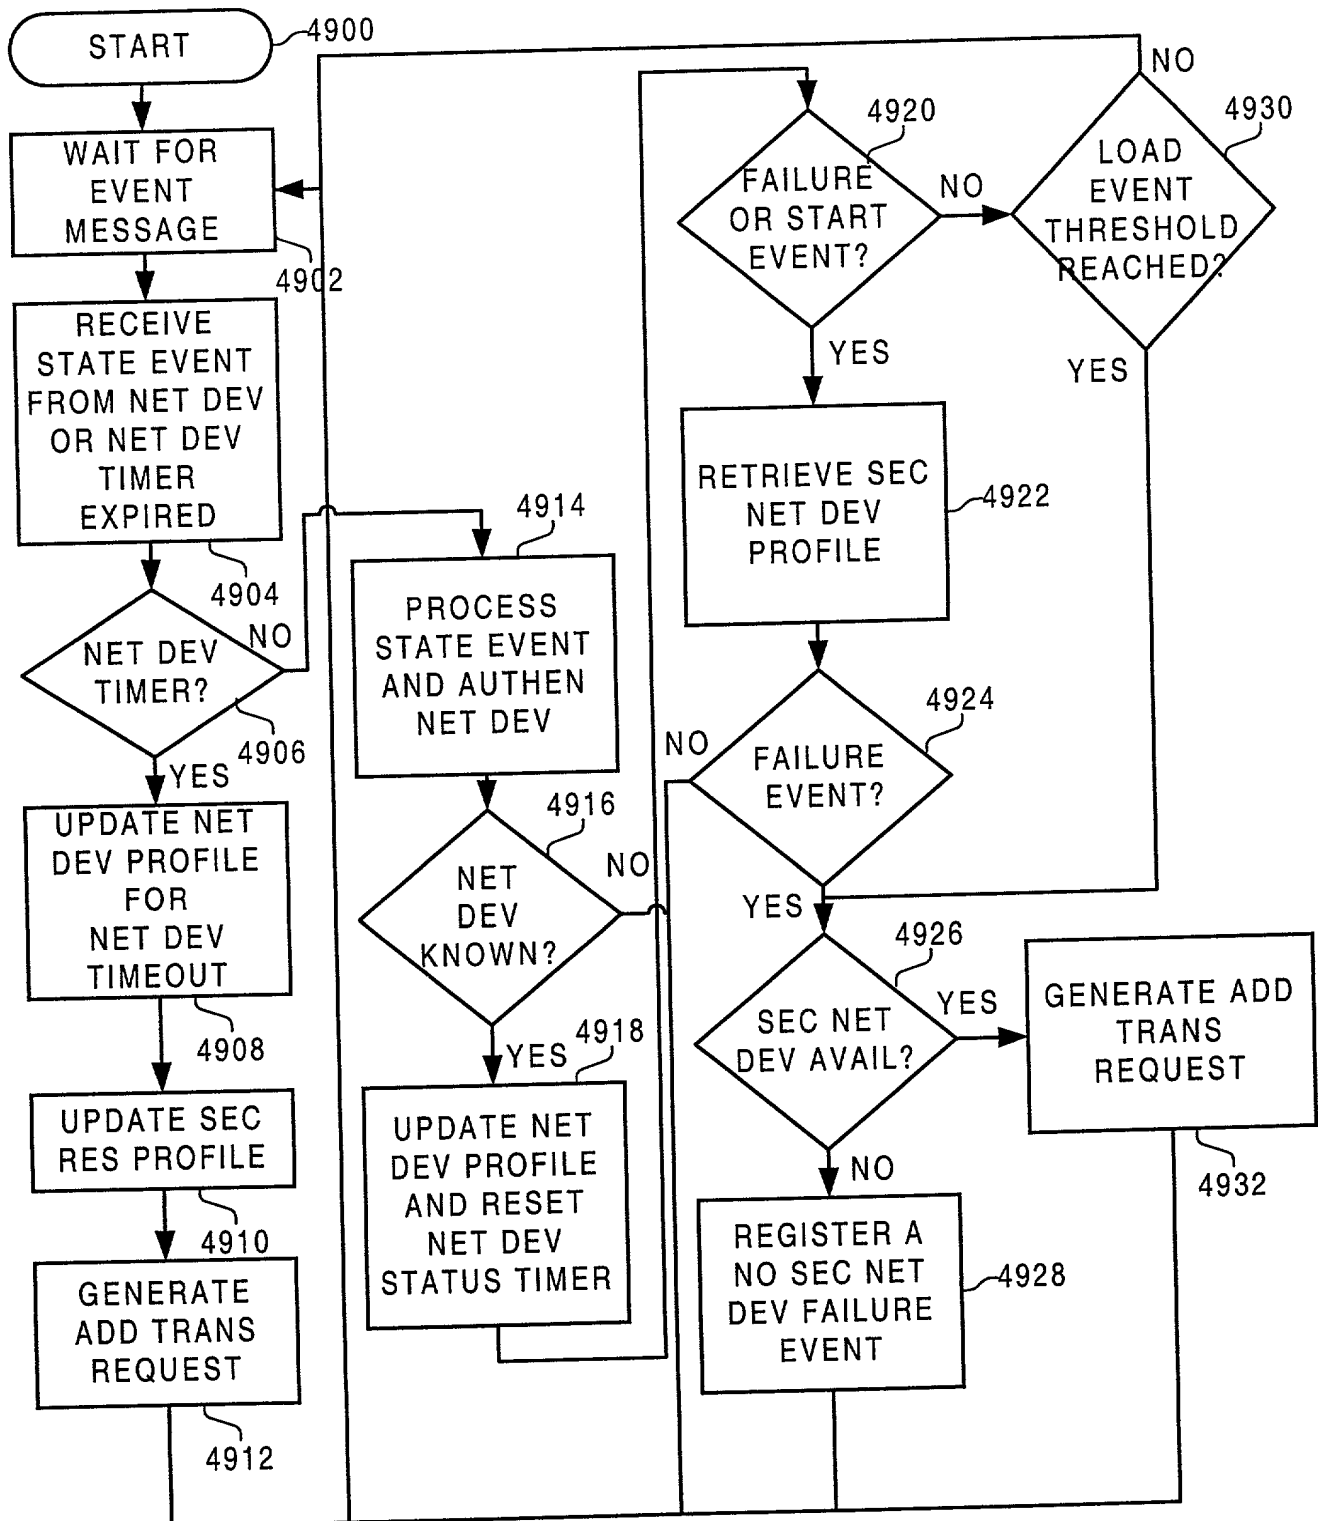 START
4900
WAIT FOR
EVENT
MESSAGE
4902
RECEIVE
STATE EVENT
FROM NET DEV
OR NET DEV
TIMER
EXPIRED
4904
NET DEV
TIMER?
4906
NO
YES
UPDATE NET
DEV PROFILE
FOR
NET DEV
TIMEOUT
4908
UPDATE SEC
RES PROFILE
4910
GENERATE
ADD TRANS
REQUEST
4912
4914
PROCESS
STATE EVENT
AND AUTHEN
NET DEV
4916
NET
DEV
KNOWN?
NO
YES
4918
UPDATE NET
DEV PROFILE
AND RESET
NET DEV
STATUS TIMER
4920
FAILURE
OR START
EVENT?
NO
YES
RETRIEVE SEC
NET DEV
PROFILE
4922
4924
FAILURE
EVENT?
NO
YES
4926
SEC NET
DEV AVAIL?
YES
NO
REGISTER A
NO SEC NET
DEV FAILURE
EVENT
4928
NO
4930
LOAD
EVENT
THRESHOLD
REACHED?
YES
GENERATE ADD
TRANS
REQUEST
4932